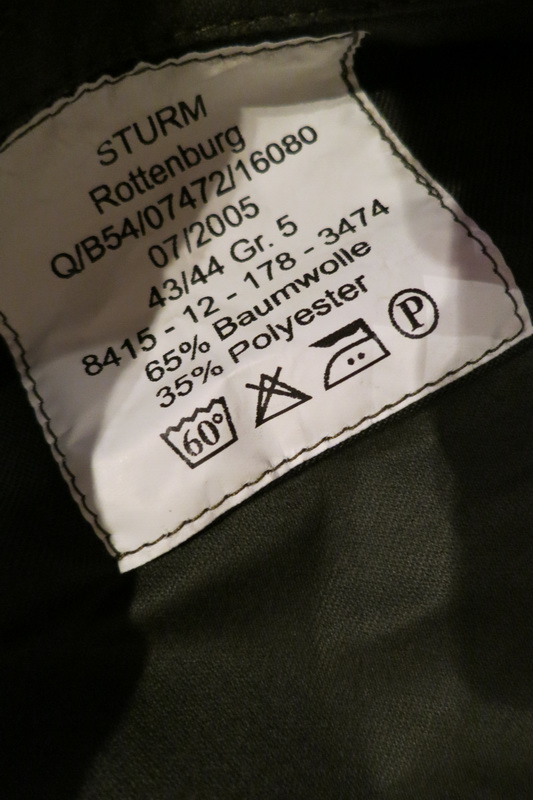 STURM
Rottenburg
Q/B54/07472/16080
07/2005
43/44 Gr. 5
8415 - 12 - 178 - 3474
65% Baumwolle
35% Polyester
60° P